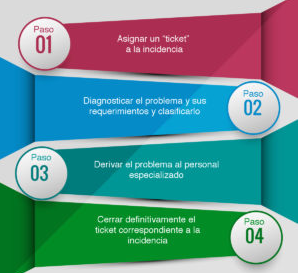 Paso
01
Asignar un "ticket"
a la incidencia
Diagnosticar el problema y sus
requerimientos y clasificarlo
Paso
02
Paso
03
Derivar el problema al personal
especializado
Cerrar definitivamente el
ticket correspondiente a la
incidencia
Paso
04